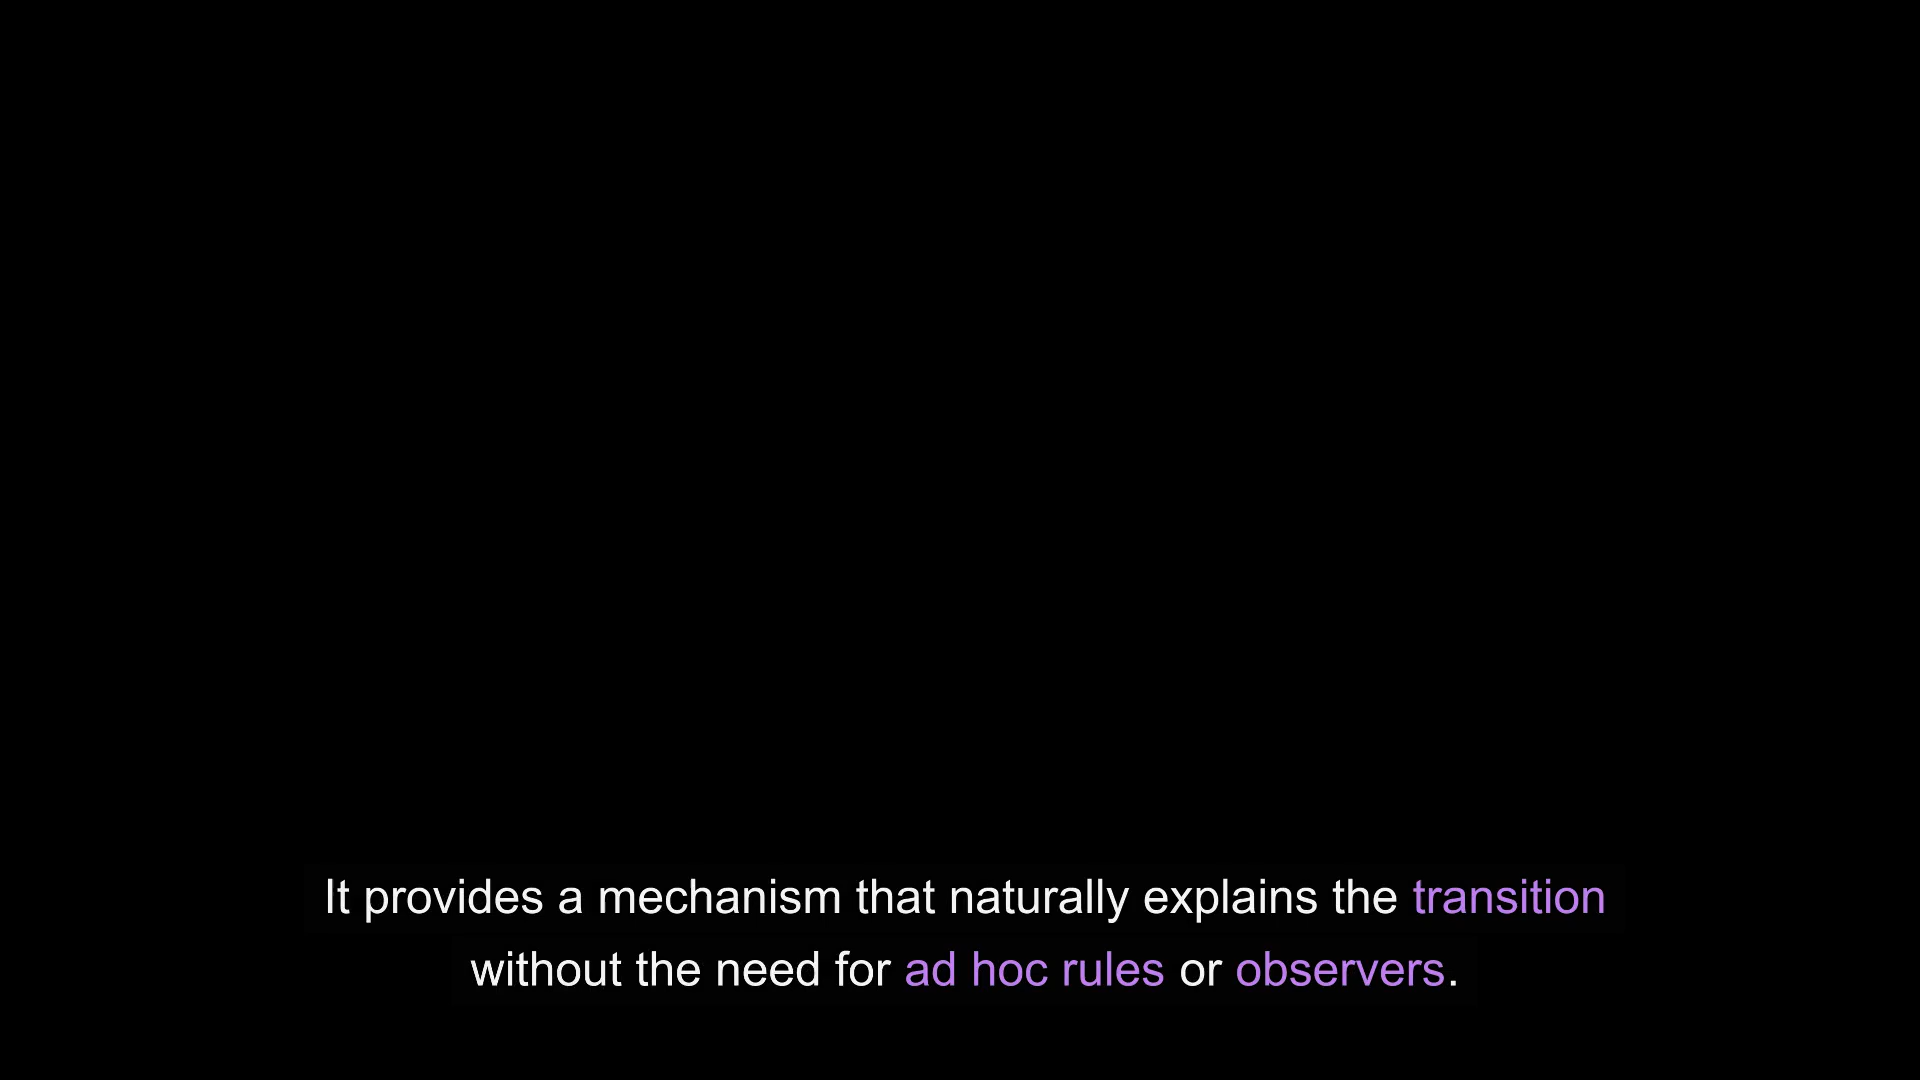 It provides a mechanism that naturally explains the transition
without the need for ad hoc rules or observers.